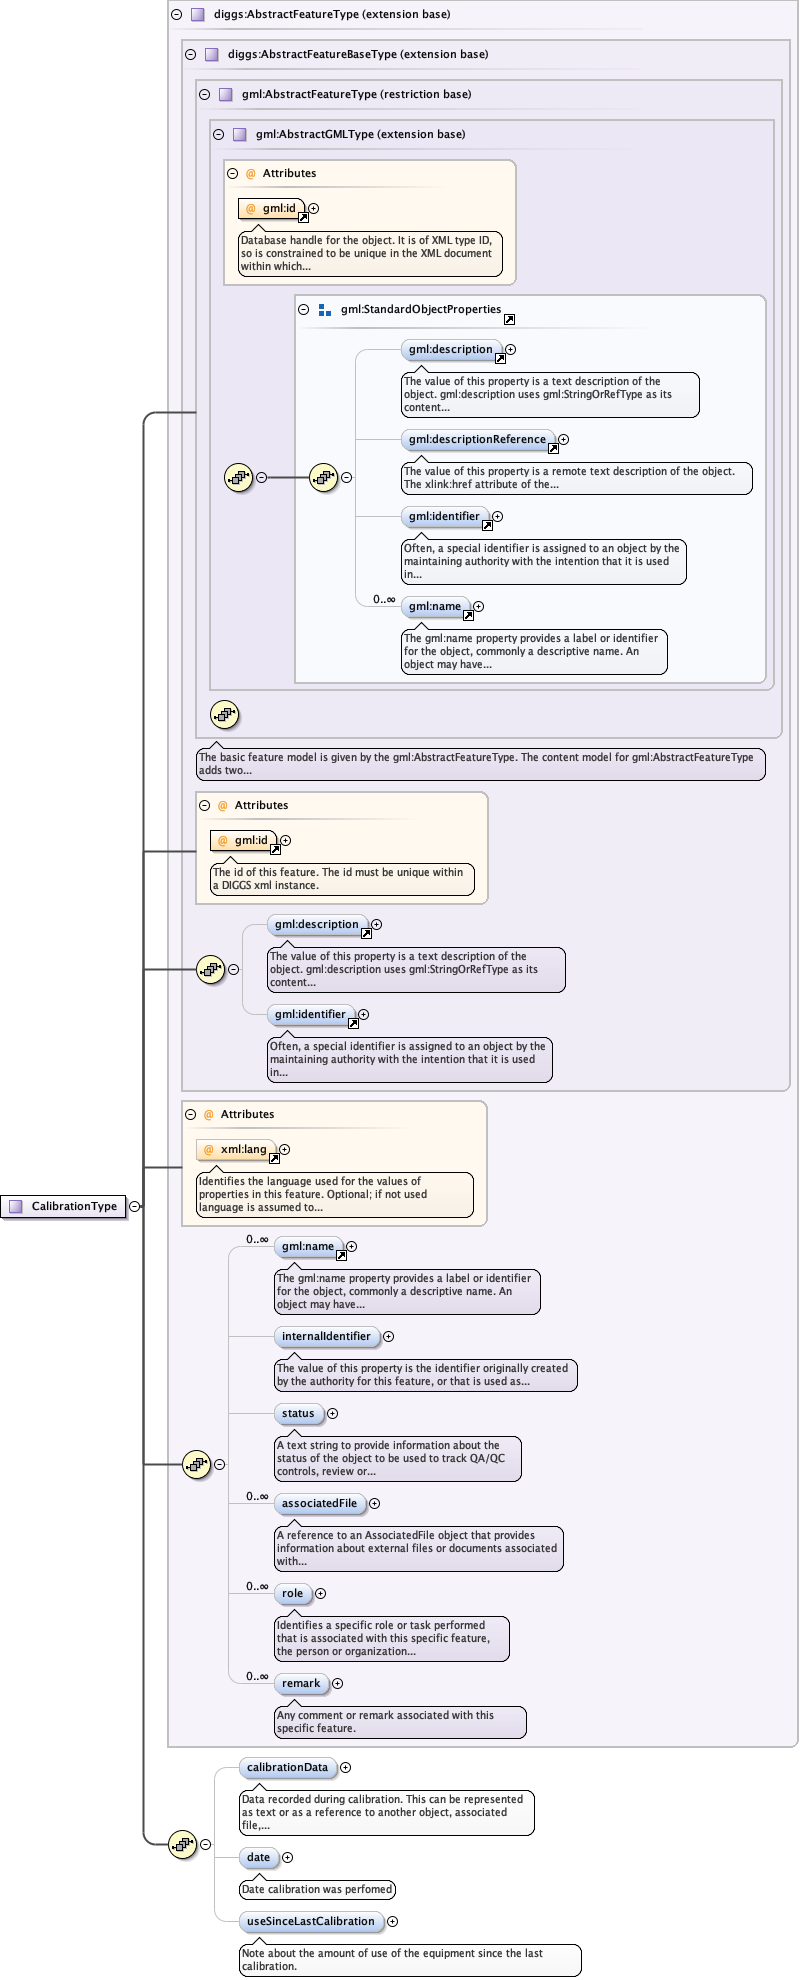 diggs:AbstractFeatureType (extension base)
diggs:AbstractFeatureBaseType (extension base)
gml:AbstractFeatureType (restriction base)
gml:AbstractGMLType (extension base)
@ Attributes
@ gml:id
Database handle for the object. It is of XML type ID,
so is constrained to be unique in the XML document
within which...
gml:StandardObjectProperties
gml:description
The value of this property is a text description of the
object. gml:description uses gml:StringOrRefType as its
content...
gml:descriptionReference
The value of this property is a remote text description of the object.
The xlink:href attribute of the...
gml:identifier
Often, a special identifier is assigned to an object by the
maintaining authority with the intention that it is used
in...
0..∞
gml:name
The gml:name property provides a label or identifier
for the object, commonly a descriptive name. An
object may have...
The basic feature model is given by the gml:AbstractFeatureType. The content model for gml:AbstractFeatureType
adds two...
@ Attributes
@ gml:id
The id of this feature. The id must be unique within
a DIGGS xml instance.
gml:description
The value of this property is a text description of the
object. gml:description uses gml:StringOrRefType as its
content...
gml:identifier
Often, a special identifier is assigned to an object by the
maintaining authority with the intention that it is used
in...
@ Attributes
@ xml:lang
Identifies the language used for the values of
properties in this feature. Optional; if not used
language is assumed to...
CalibrationType
0..∞
gml:name
The gml:name property provides a label or identifier
for the object, commonly a descriptive name. An
object may have...
internalIdentifier
The value of this property is the identifier originally created
by the authority for this feature, or that is used as...
status
A text string to provide information about the
status of the object to be used to track QA/QC
controls, review or...
0..∞
associatedFile
A reference to an AssociatedFile object that provides
information about external files or documents associated
with...
0..∞
role
Identifies a specific role or task performed
that is associated with this specific feature,
the person or organization...
0..∞
remark
Any comment or remark associated with this
specific feature.
calibrationData
Data recorded during calibration. This can be represented
as text or as a reference to another object, associated
file,...
date
Date calibration was perfomed
useSinceLastCalibration
Note about the amount of use of the equipment since the last
calibration.